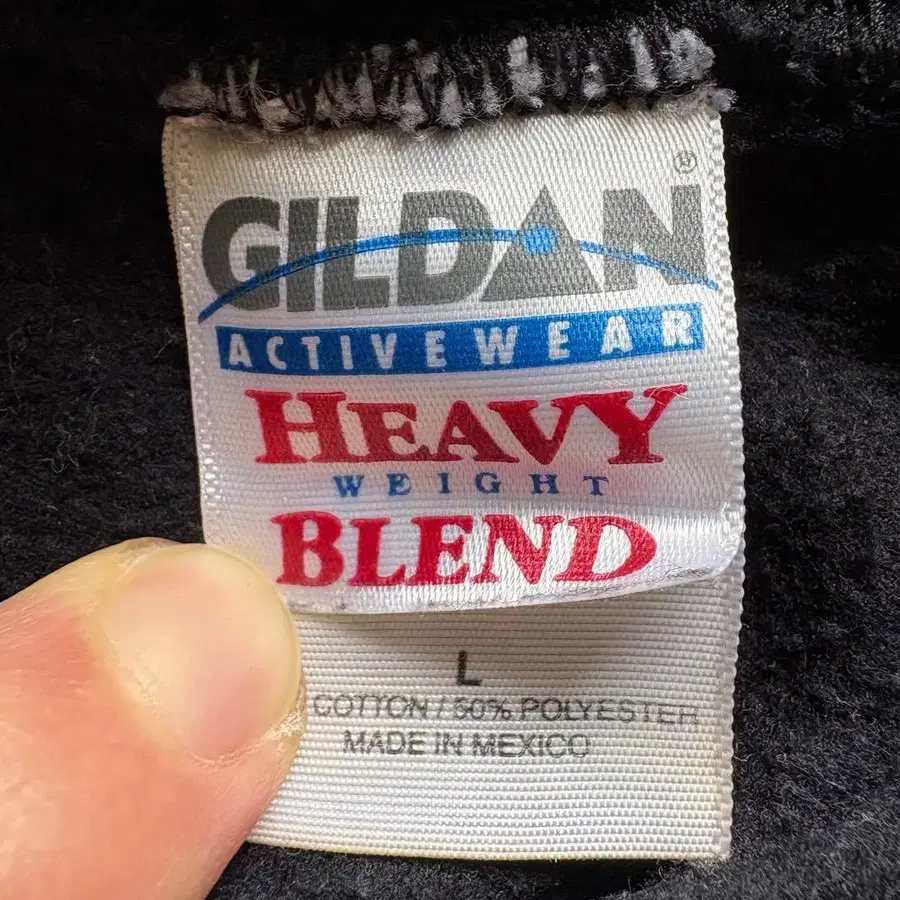 GILDAN®
ACTIVEWEAR
HEAVY
WEIGHT
BLEND
L
COTTON / 50% POLYESTER
MADE IN MEXICO